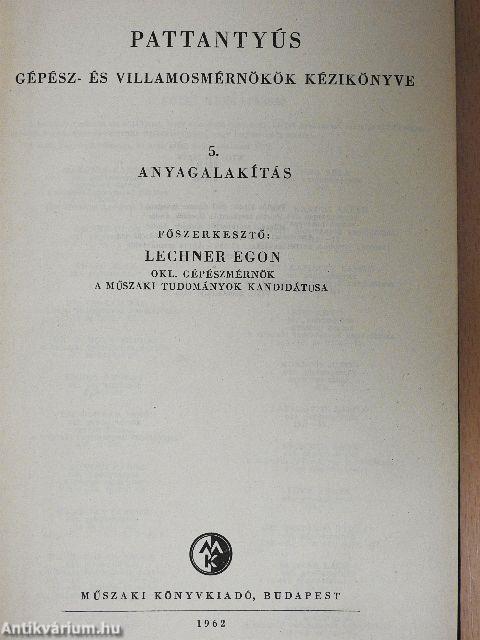 PATTANTYÚS
GÉPÉSZ- ÉS VILLAMOSMÉRNÖKÖK KÉZIKÖNYVE
5.
ANYAGALAKÍTÁS
FŐSZERKESZTŐ:
LECHNER EGON
OKL. GÉPÉSZMÉRNÖK
A MŰSZAKI TUDOMÁNYOK KANDIDÁTUSA
MK
MŰSZAKI KÖNYVKIADÓ, BUDAPEST
1962
Antikvárium.hu